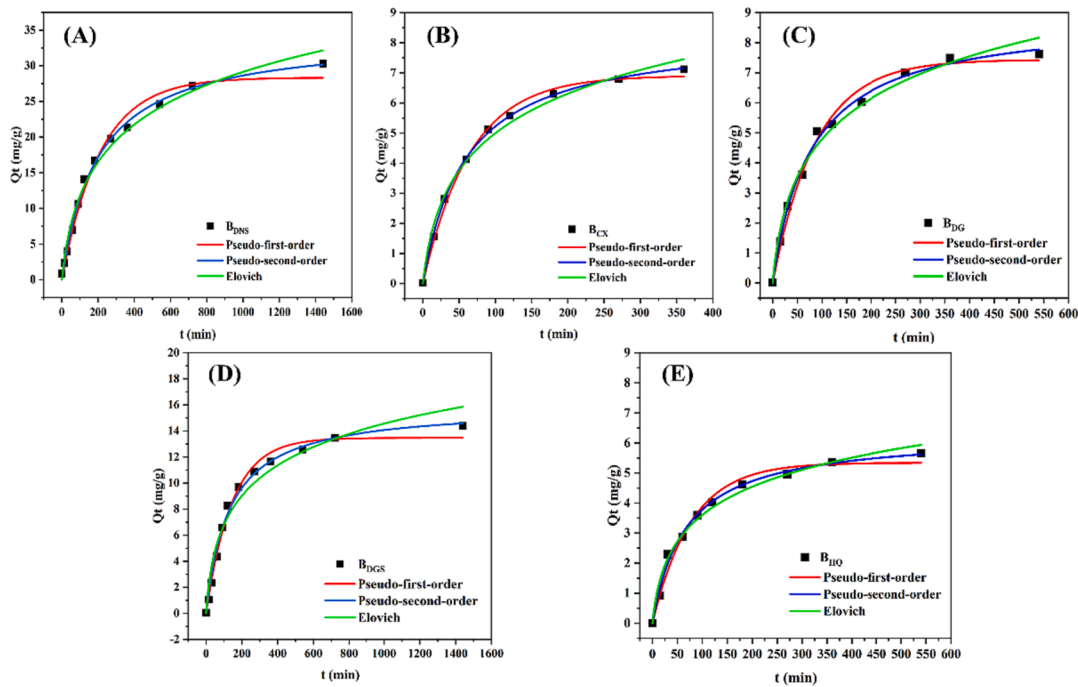 (A)
Qt (mg/g)
35
30
25
20
15
10
5
0
B_DNS
Pseudo-first-order
Pseudo-second-order
Elovich
0 200 400 600 800 1000 1200 1400 1600
t (min)
(B)
Qt (mg/g)
9
8
7
6
5
4
3
2
1
0
B_CX
Pseudo-first-order
Pseudo-second-order
Elovich
0 50 100 150 200 250 300 350 400
t (min)
(C)
Qt (mg/g)
9
8
7
6
5
4
3
2
1
0
B_DG
Pseudo-first-order
Pseudo-second-order
Elovich
0 50 100 150 200 250 300 350 400 450 500 550 600
t (min)
(D)
Qt (mg/g)
20
18
16
14
12
10
8
6
4
2
0
-2
B_DGS
Pseudo-first-order
Pseudo-second-order
Elovich
0 200 400 600 800 1000 1200 1400 1600
t (min)
(E)
Qt (mg/g)
9
8
7
6
5
4
3
2
1
0
B_HQ
Pseudo-first-order
Pseudo-second-order
Elovich
0 50 100 150 200 250 300 350 400 450 500 550 600
t (min)